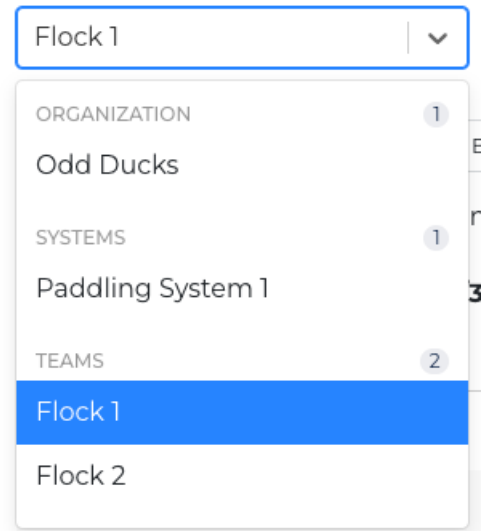 Flock 1
ORGANIZATION 1
Odd Ducks
SYSTEMS 1
Paddling System 1
TEAMS 2
Flock 1
Flock 2